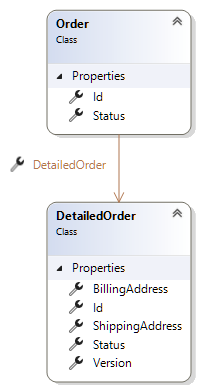 Order
Class
Properties
Id
Status
DetailedOrder
DetailedOrder
Class
Properties
BillingAddress
Id
ShippingAddress
Status
Version